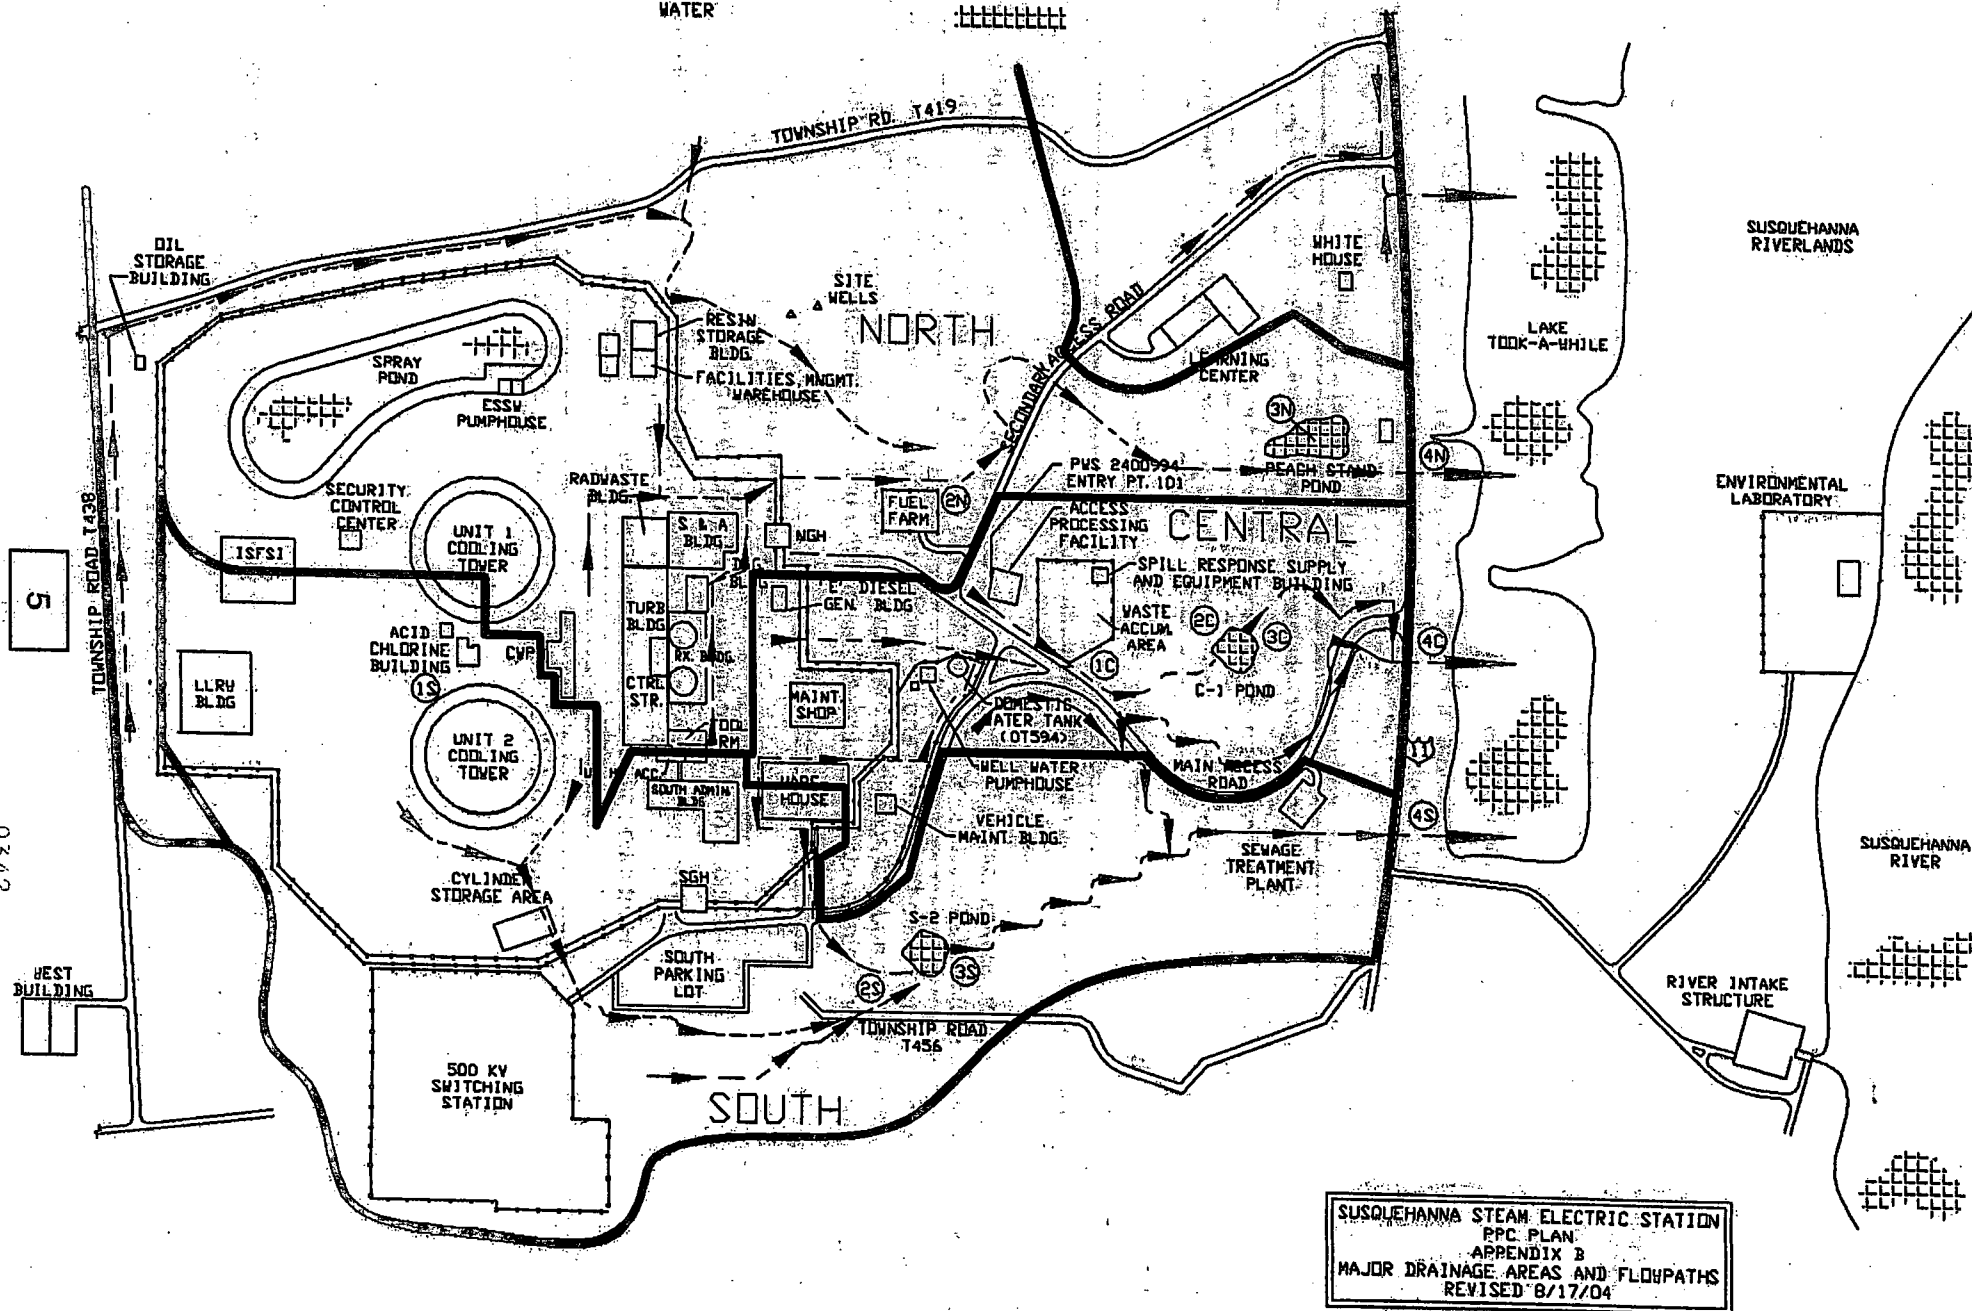 WATER
TOWNSHIP RD. T419
OIL
STORAGE
BUILDING
SITE
WELLS
NORTH
WHITE
HOUSE
SUSQUEHANNA
RIVERLANDS
LAKE
TOOK-A-WHILE
RESIN
STORAGE
BLDG.
FACILITIES MNGMT.
WAREHOUSE
SPRAY
POND
ESSW
PUMPHOUSE
SECONDARY ACCESS ROAD
LEARNING
CENTER
3N
PEACH STAND
POND
4N
TOWNSHIP ROAD T438
SECURITY
CONTROL
CENTER
RADWASTE
BLDG.
PWS 2400994
ENTRY PT. 101
FUEL
FARM
2N
ACCESS
PROCESSING
FACILITY
CENTRAL
ENVIRONMENTAL
LABORATORY
UNIT 1
COOLING
TOWER
S & A
BLDG
NGH
DG
BLDG
ISFSI
SPILL RESPONSE SUPPLY
AND EQUIPMENT BUILDING
5
E DIESEL
GEN. BLDG
TURB
BLDG
WASTE
ACCUM.
AREA
2C
3C
4C
ACID
CHLORINE
BUILDING
CWP
RX. BLDG.
1S
CTRL
STR.
1C
C-1 POND
LLRW
BLDG
MAINT.
SHOP
DOMESTIC
WATER TANK
(0T594)
TOOL
RM
UNIT 2
COOLING
TOWER
11
WELL WATER
PUMPHOUSE
MAIN ACCESS
ROAD
SOUTH ADMIN
BLDG
WARE
HOUSE
VEHICLE
MAINT. BLDG.
4S
SEWAGE
TREATMENT
PLANT
SUSQUEHANNA
RIVER
CYLINDER
STORAGE AREA
SGH
S-2 POND
3S
2S
SOUTH
PARKING
LOT
WEST
BUILDING
RIVER INTAKE
STRUCTURE
TOWNSHIP ROAD
T456
500 KV
SWITCHING
STATION
SOUTH
SUSQUEHANNA STEAM ELECTRIC STATION
PPC PLAN
APPENDIX B
MAJOR DRAINAGE AREAS AND FLOWPATHS
REVISED 8/17/04